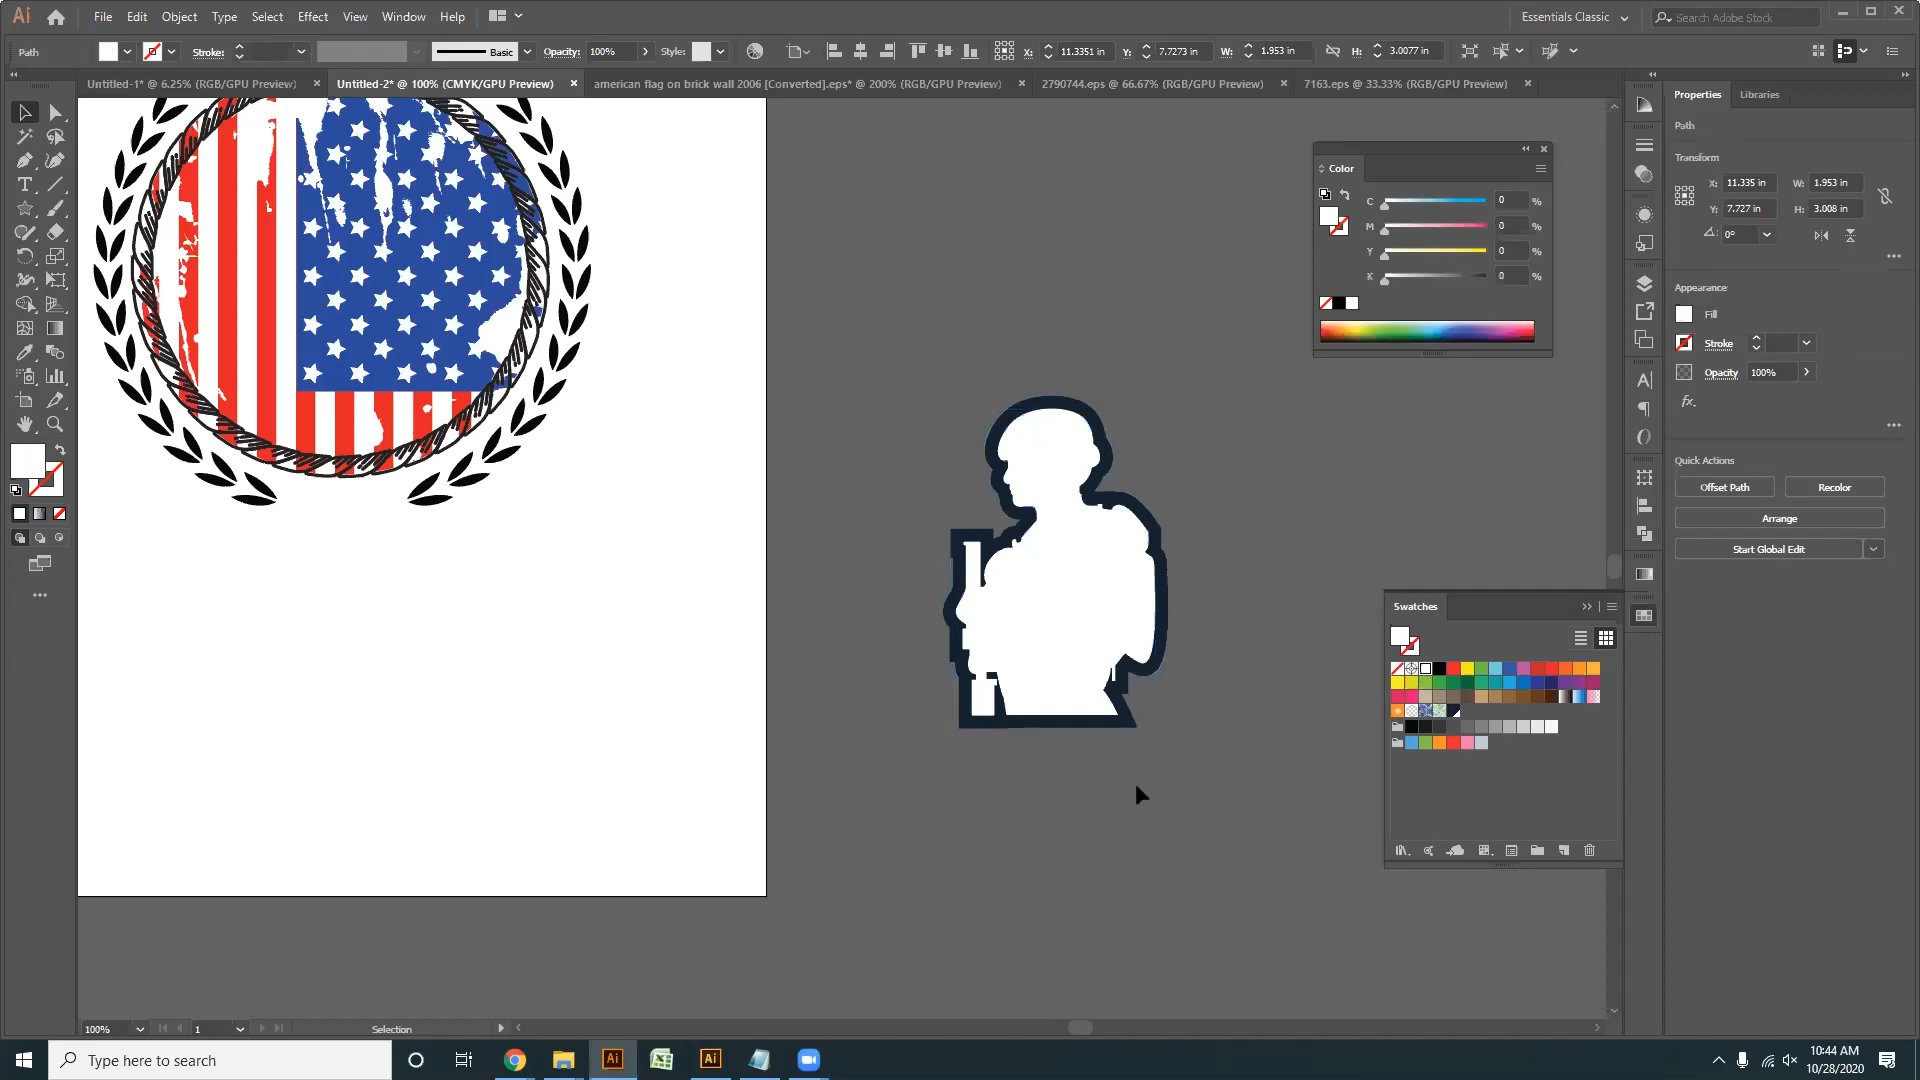 Ai File Edit Object Type Select Effect View Window Help Essentials Classic Search Adobe Stock
Path Stroke: Basic Opacity: 100% Style: X: 11.3351 in Y: 7.7273 in W: 1.953 in H: 3.0077 in
Untitled-1* @ 6.25% (RGB/GPU Preview) Untitled-2* @ 100% (CMYK/GPU Preview) american flag on brick wall 2006 [Converted].eps* @ 200% (RGB/GPU Preview) 2790744.eps @ 66.67% (RGB/GPU Preview) 7163.eps @ 33.33% (RGB/GPU Preview)
Properties Libraries
Path
Transform
X: 11.335 in W: 1.953 in
Y: 7.727 in H: 3.008 in
0°
Appearance
Fill
Stroke
Opacity 100%
fx.
Quick Actions
Offset Path Recolor
Arrange
Start Global Edit
Color
C 0 %
M 0 %
Y 0 %
K 0 %
Swatches
100% 1 Selection
Type here to search
Ai
Ai
10:44 AM
10/28/2020